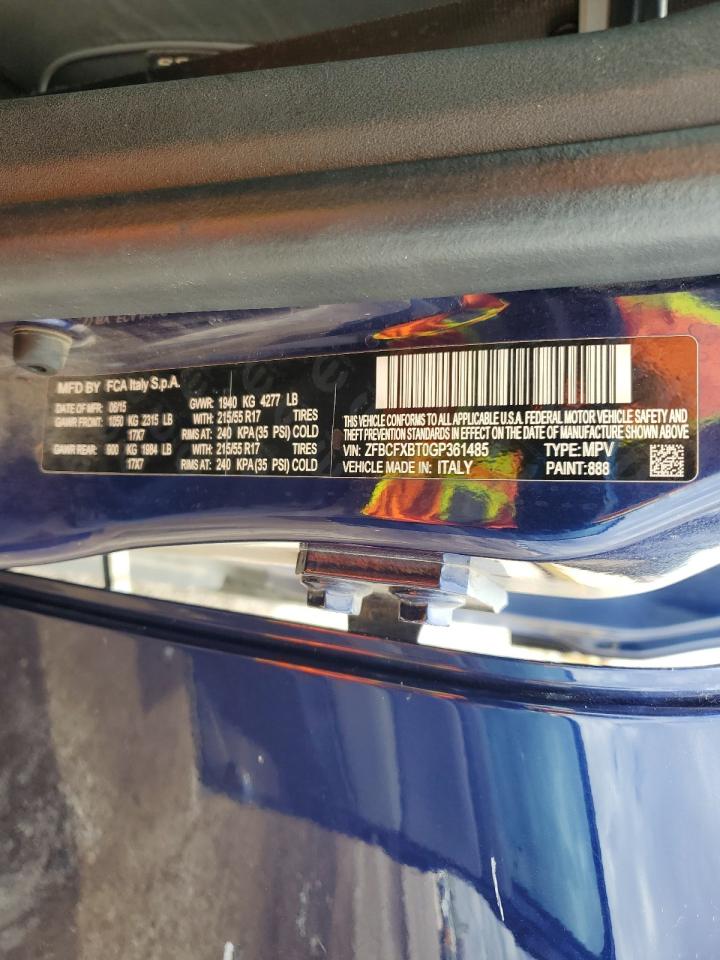 MFD BY FCA Italy S.p.A.
DATE OF MFR: 06/15 GVWR: 1940 KG 4277 LB
GAWR FRONT: 1050 KG 2315 LB WITH: 215/55 R17 TIRES
17X7 RIMS AT: 240 KPA(35 PSI) COLD
GAWR REAR: 900 KG 1984 LB WITH: 215/55 R17 TIRES
17X7 RIMS AT: 240 KPA(35 PSI) COLD
THIS VEHICLE CONFORMS TO ALL APPLICABLE U.S.A. FEDERAL MOTOR VEHICLE SAFETY AND
THEFT PREVENTION STANDARDS IN EFFECT ON THE DATE OF MANUFACTURE SHOWN ABOVE
VIN: ZFBCFXBT0GP361485 TYPE: MPV
VEHICLE MADE IN: ITALY PAINT: 888